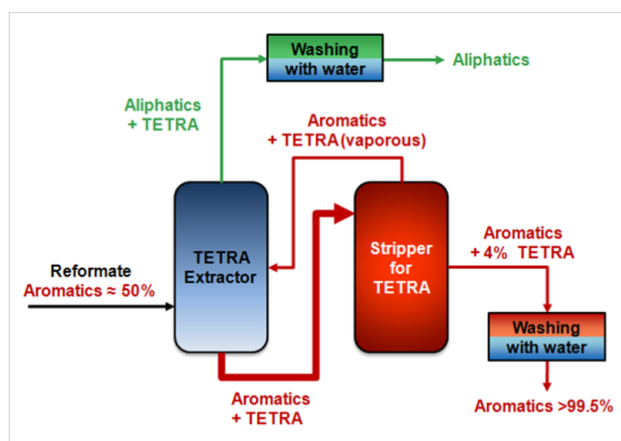 Washing
with water
Aliphatics
Aliphatics
+ TETRA
Aromatics
+ TETRA(vaporous)
TETRA
Extractor
Stripper
for
TETRA
Aromatics
+ 4% TETRA
Reformate
Aromatics ≈ 50%
Washing
with water
Aromatics
+ TETRA
Aromatics >99.5%